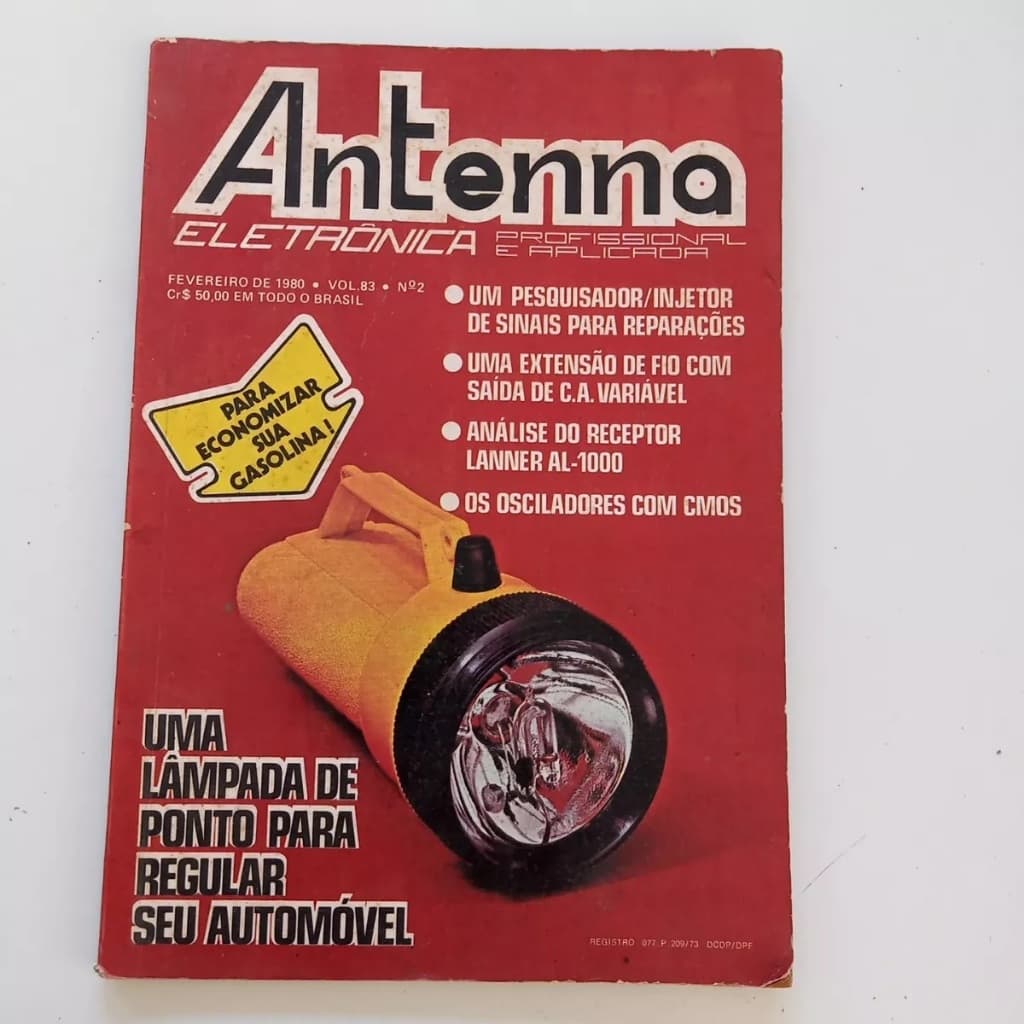 Antenna
ELETRÔNICA PROFISSIONAL
E APLICADA
FEVEREIRO DE 1980 • VOL.83 • Nº2
Cr$ 50,00 EM TODO O BRASIL
● UM PESQUISADOR/INJETOR
DE SINAIS PARA REPARAÇÕES
● UMA EXTENSÃO DE FIO COM
SAÍDA DE C.A. VARIÁVEL
● ANÁLISE DO RECEPTOR
LANNER AL-1000
● OS OSCILADORES COM CMOS
PARA
ECONOMIZAR
SUA
GASOLINA!
UMA
LÂMPADA DE
PONTO PARA
REGULAR
SEU AUTOMÓVEL
REGISTRO 077 P. 209/73 DCDP/DPF